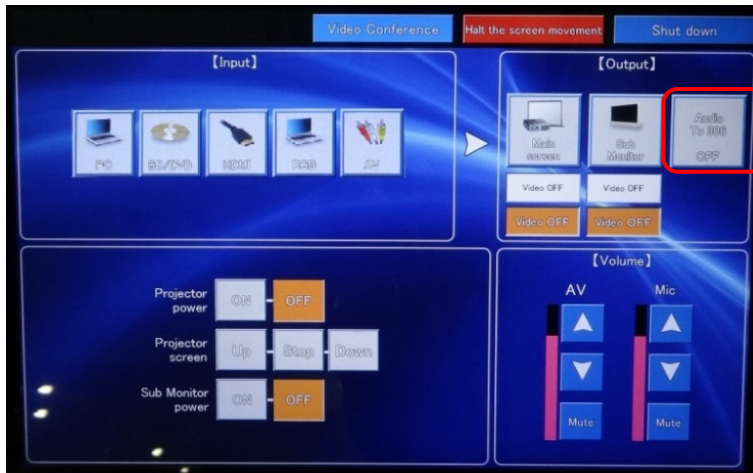 Video Conference
Halt the screen movement
Shut down
【Input】
PC
BD/DVD
HDMI
RGB
AV
【Output】
Main
screen
Sub
Monitor
Audio
To 306
OFF
Video OFF
Video OFF
Video OFF
Video OFF
Projector
power
ON
OFF
Projector
screen
Up
Stop
Down
Sub Monitor
power
ON
OFF
【Volume】
AV
Mic
Mute
Mute